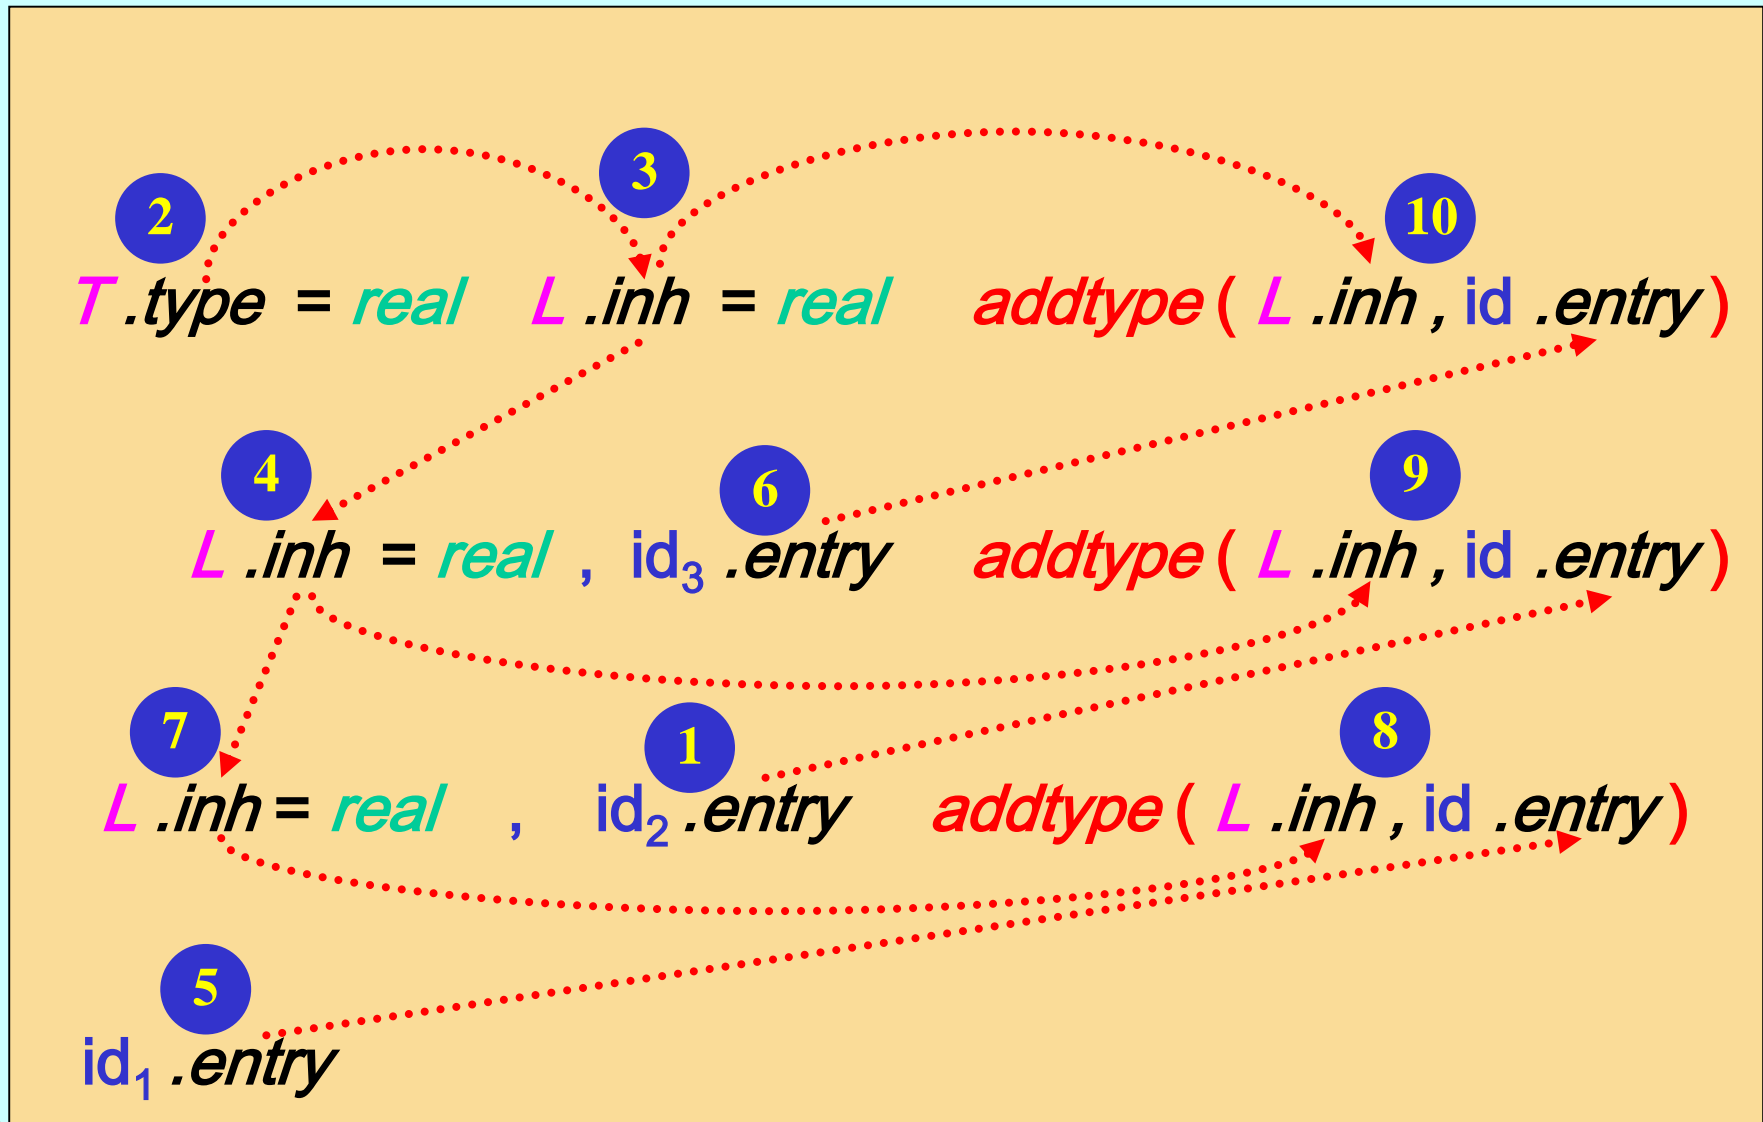 2 3 10
T .type = real L .inh = real addtype ( L .inh , id .entry )
4 6 9
L .inh = real , id₃ .entry addtype ( L .inh , id .entry )
7 1 8
L .inh = real , id₂ .entry addtype ( L .inh , id .entry )
5
id₁ .entry